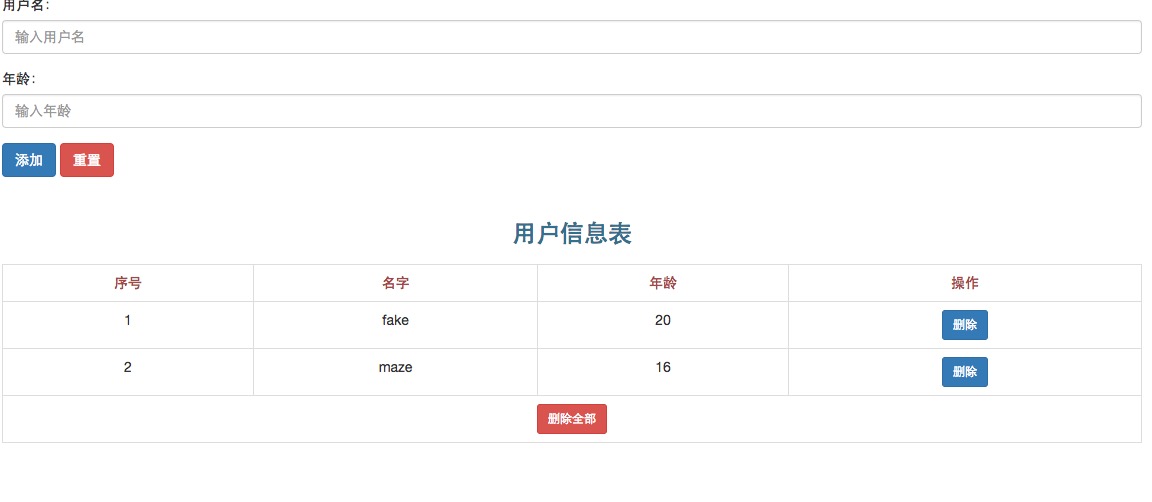 用户名：
输入用户名
年龄：
输入年龄
添加 重置
用户信息表
序号 名字 年龄 操作
1 fake 20 删除
2 maze 16 删除
删除全部